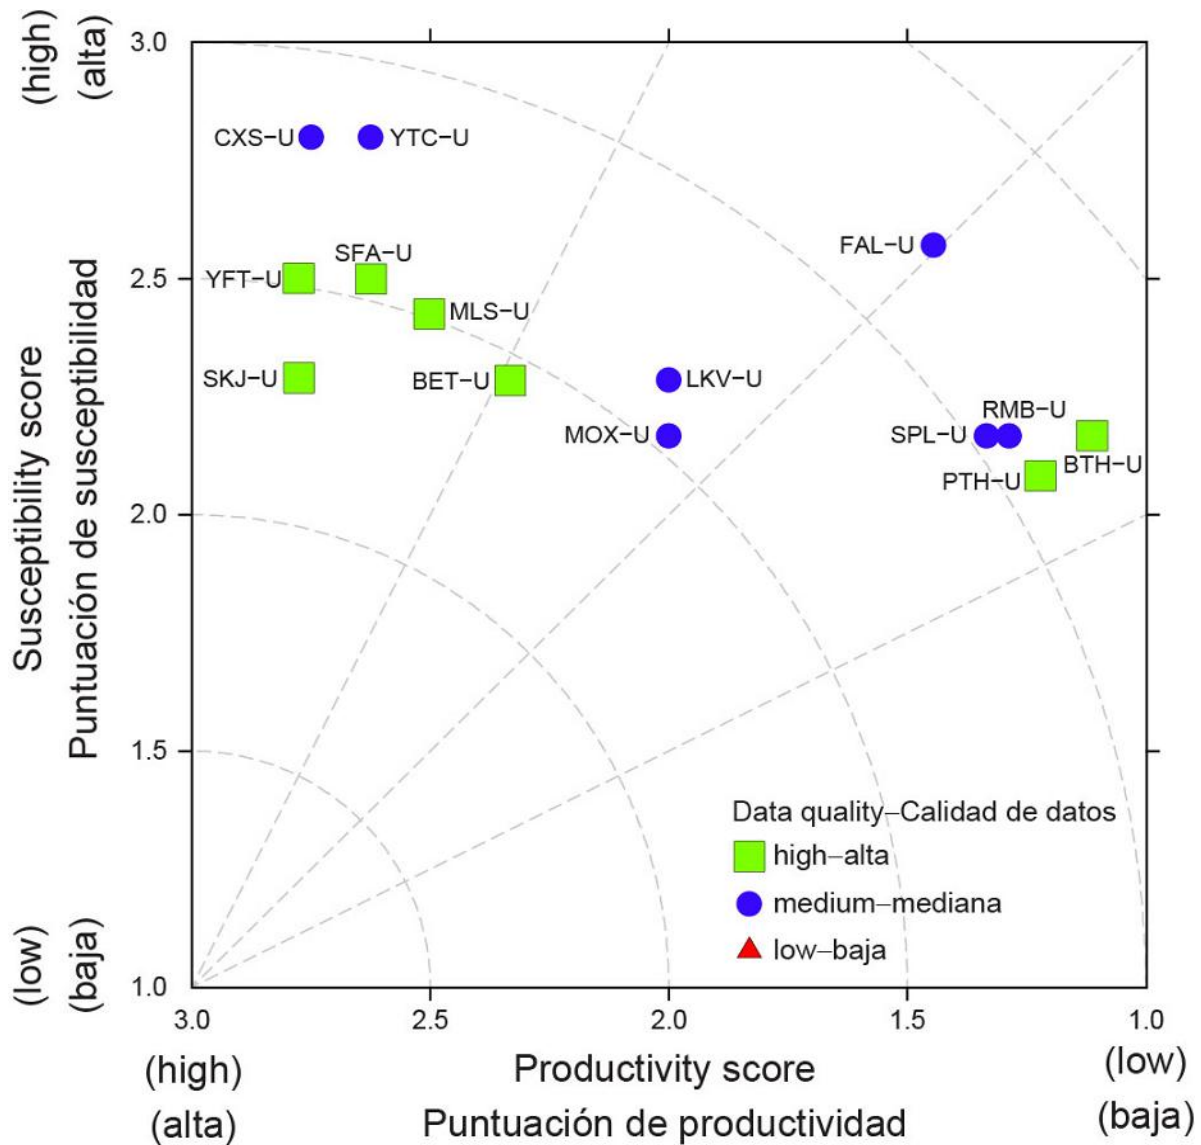 (high)
(alta)
3.0
CXS−U
YTC−U
SFA−U
FAL−U
2.5
YFT−U
MLS−U
SKJ−U
BET−U
LKV−U
RMB−U
MOX−U
SPL−U
BTH−U
PTH−U
Susceptibility score
Puntuación de susceptibilidad
2.0
1.5
Data quality–Calidad de datos
high–alta
medium–mediana
low–baja
(low)
(baja)
1.0
3.0 2.5 2.0 1.5 1.0
(high) Productivity score (low)
(alta) Puntuación de productividad (baja)